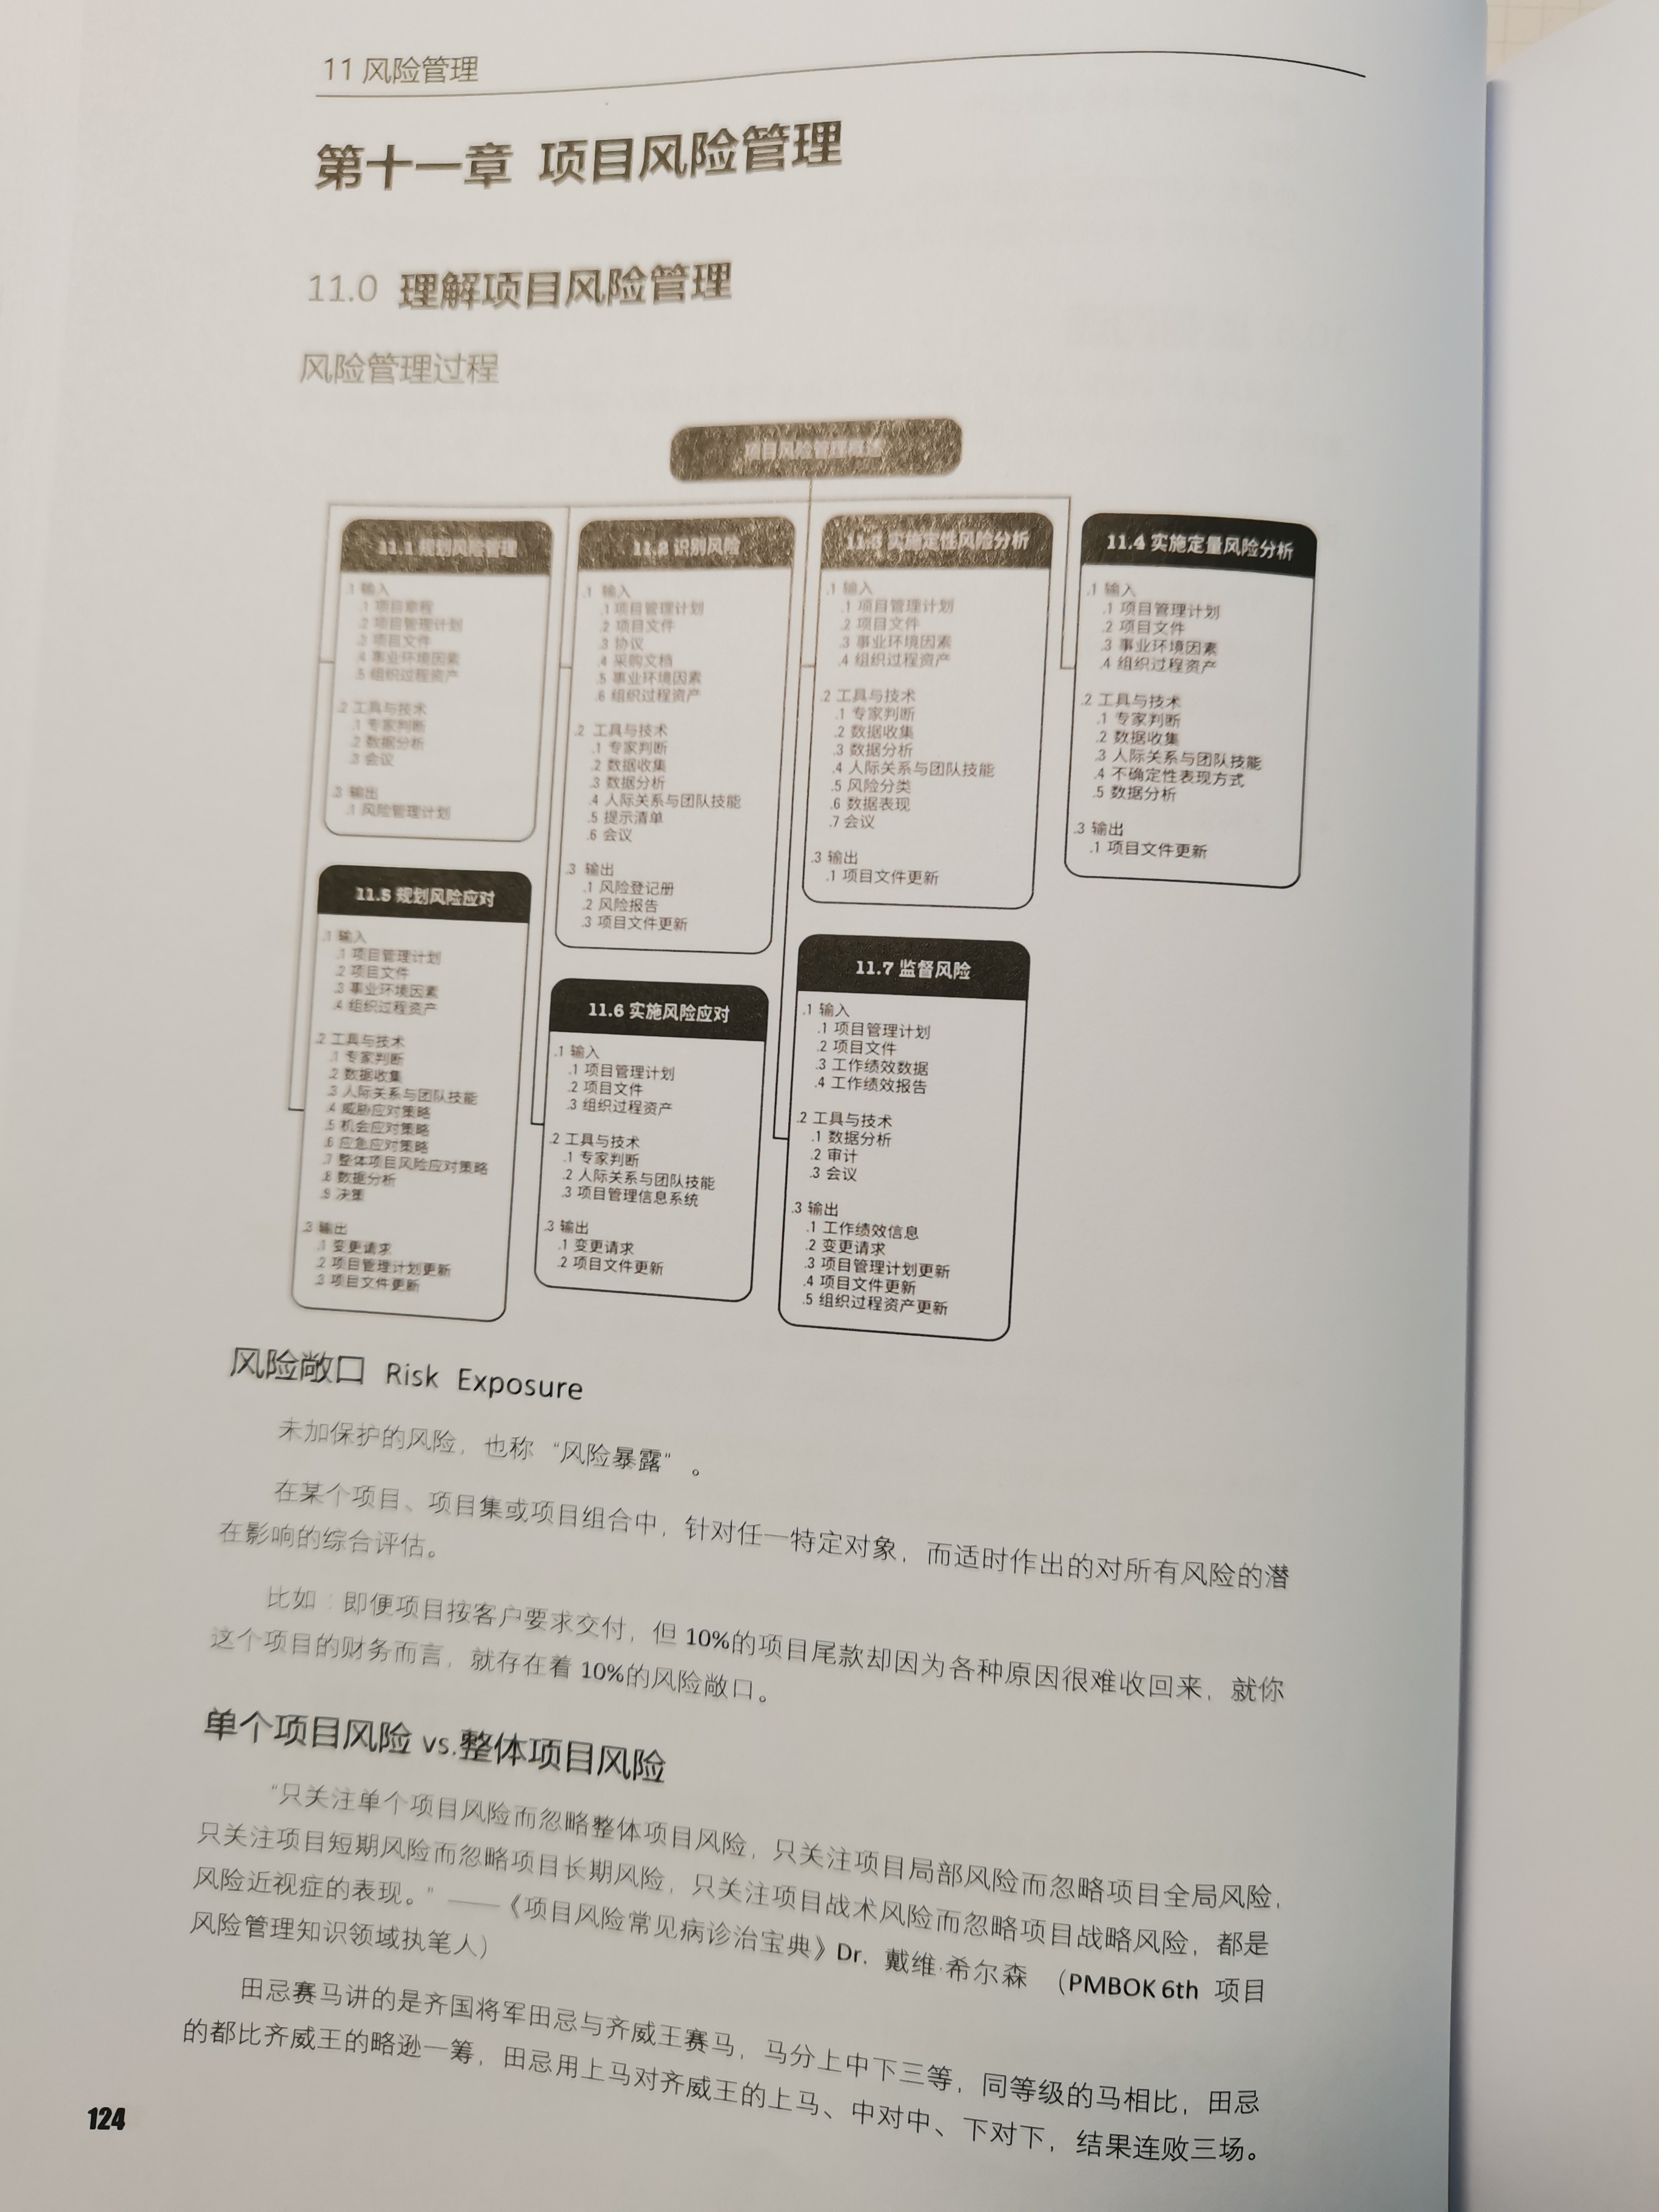 11 风险管理
第十一章 项目风险管理
11.0 理解项目风险管理
风险管理过程
项目风险管理概述
11.1 规划风险管理
.1 输入
.1 项目章程
.2 项目管理计划
.3 项目文件
.4 事业环境因素
.5 组织过程资产
.2 工具与技术
.1 专家判断
.2 数据分析
.3 会议
.3 输出
.1 风险管理计划
11.2 识别风险
.1 输入
.1 项目管理计划
.2 项目文件
.3 协议
.4 采购文档
.5 事业环境因素
.6 组织过程资产
.2 工具与技术
.1 专家判断
.2 数据收集
.3 数据分析
.4 人际关系与团队技能
.5 提示清单
.6 会议
.3 输出
.1 风险登记册
.2 风险报告
.3 项目文件更新
11.3 实施定性风险分析
.1 输入
.1 项目管理计划
.2 项目文件
.3 事业环境因素
.4 组织过程资产
.2 工具与技术
.1 专家判断
.2 数据收集
.3 数据分析
.4 人际关系与团队技能
.5 风险分类
.6 数据表现
.7 会议
.3 输出
.1 项目文件更新
11.4 实施定量风险分析
.1 输入
.1 项目管理计划
.2 项目文件
.3 事业环境因素
.4 组织过程资产
.2 工具与技术
.1 专家判断
.2 数据收集
.3 人际关系与团队技能
.4 不确定性表现方式
.5 数据分析
.3 输出
.1 项目文件更新
11.5 规划风险应对
.1 输入
.1 项目管理计划
.2 项目文件
.3 事业环境因素
.4 组织过程资产
.2 工具与技术
.1 专家判断
.2 数据收集
.3 人际关系与团队技能
.4 威胁应对策略
.5 机会应对策略
.6 应急应对策略
.7 整体项目风险应对策略
.8 数据分析
.9 决策
.3 输出
.1 变更请求
.2 项目管理计划更新
.3 项目文件更新
11.6 实施风险应对
.1 输入
.1 项目管理计划
.2 项目文件
.3 组织过程资产
.2 工具与技术
.1 专家判断
.2 人际关系与团队技能
.3 项目管理信息系统
.3 输出
.1 变更请求
.2 项目文件更新
11.7 监督风险
.1 输入
.1 项目管理计划
.2 项目文件
.3 工作绩效数据
.4 工作绩效报告
.2 工具与技术
.1 数据分析
.2 审计
.3 会议
.3 输出
.1 工作绩效信息
.2 变更请求
.3 项目管理计划更新
.4 项目文件更新
.5 组织过程资产更新
风险敞口 Risk Exposure
未加保护的风险，也称“风险暴露”。
在某个项目、项目集或项目组合中，针对任一特定对象，而适时作出的对所有风险的潜
在影响的综合评估。
比如：即便项目按客户要求交付，但 10%的项目尾款却因为各种原因很难收回来，就你
这个项目的财务而言，就存在着 10%的风险敞口。
单个项目风险 vs.整体项目风险
“只关注单个项目风险而忽略整体项目风险，只关注项目局部风险而忽略项目全局风险，
只关注项目短期风险而忽略项目长期风险，只关注项目战术风险而忽略项目战略风险，都是
风险近视症的表现。”——《项目风险常见病诊治宝典》Dr. 戴维·希尔森 （PMBOK 6th 项目
风险管理知识领域执笔人）
田忌赛马讲的是齐国将军田忌与齐威王赛马，马分上中下三等，同等级的马相比，田忌
的都比齐威王的略逊一筹，田忌用上马对齐威王的上马、中对中、下对下，结果连败三场。
124